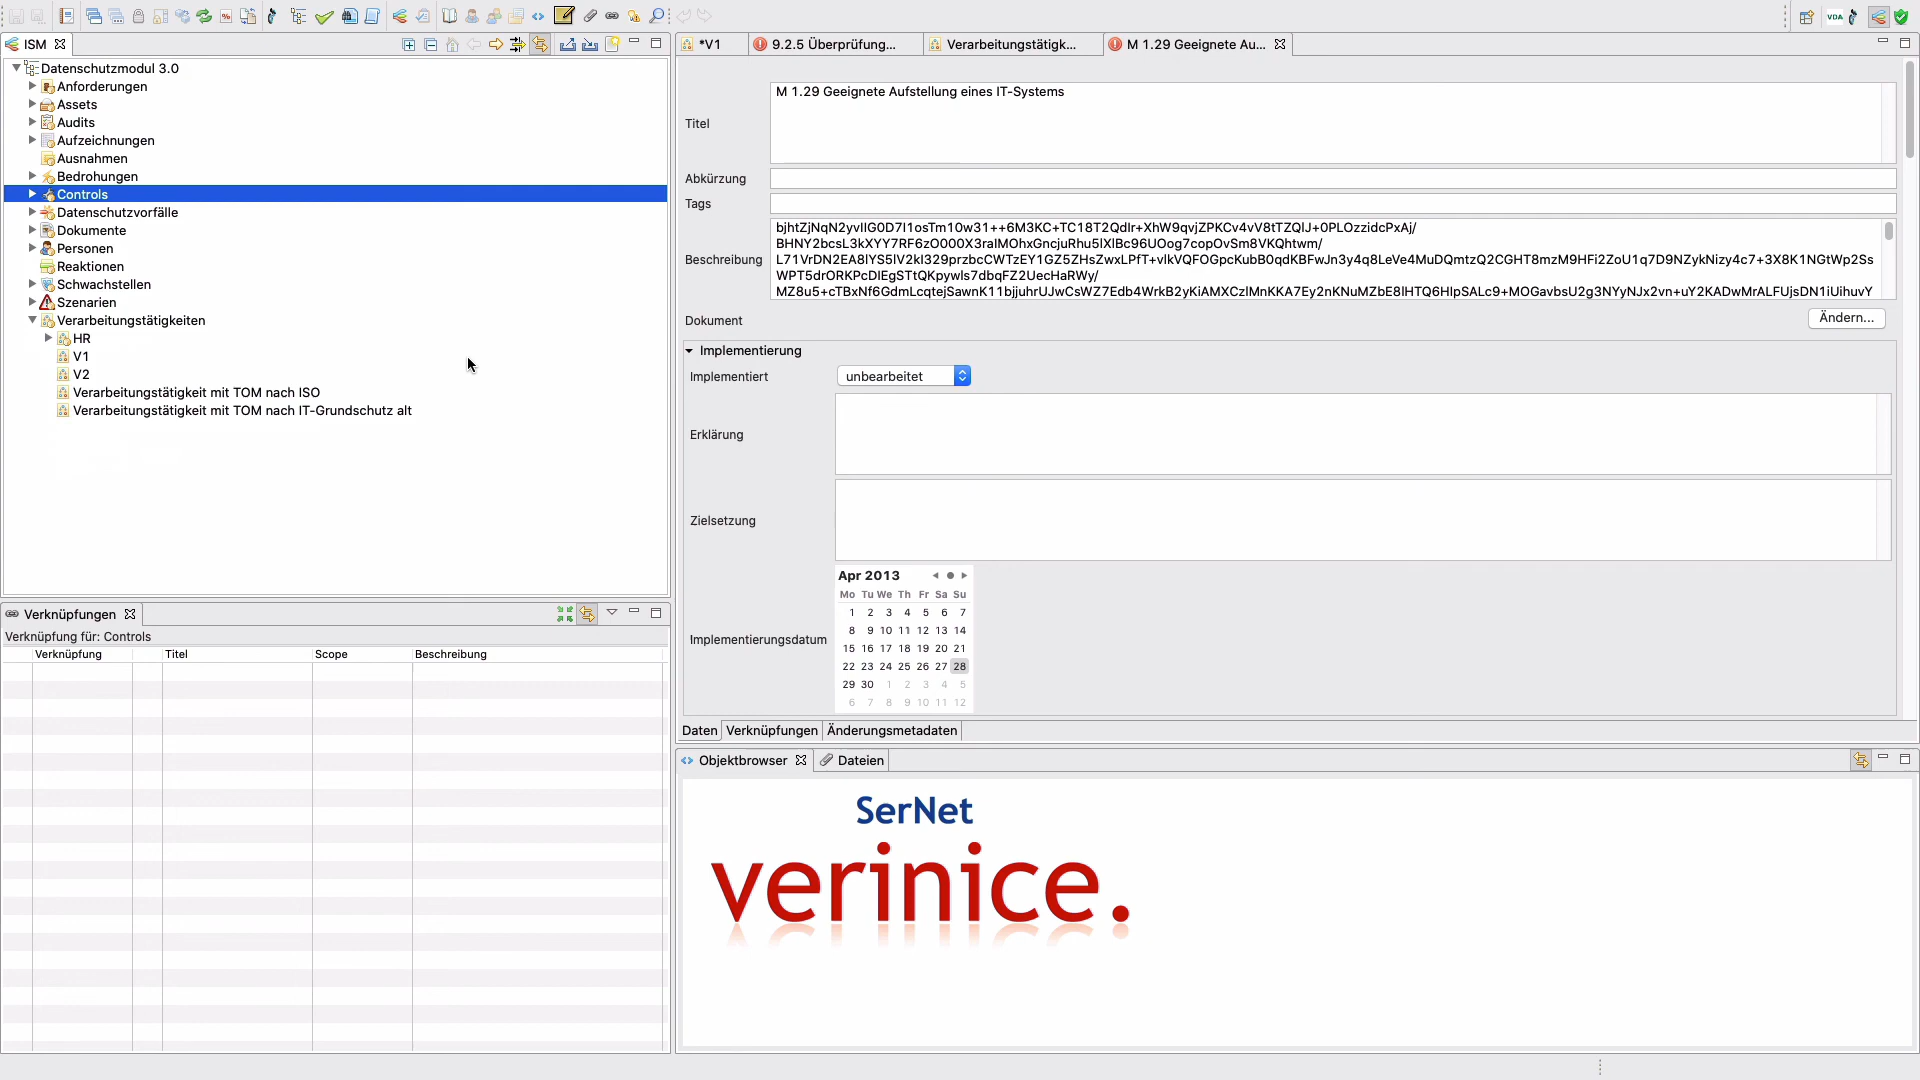 VDA
ISM
Datenschutzmodul 3.0
Anforderungen
Assets
Audits
Aufzeichnungen
Ausnahmen
Bedrohungen
Controls
Datenschutzvorfälle
Dokumente
Personen
Reaktionen
Schwachstellen
Szenarien
Verarbeitungstätigkeiten
HR
V1
V2
Verarbeitungstätigkeit mit TOM nach ISO
Verarbeitungstätigkeit mit TOM nach IT-Grundschutz alt
Verknüpfungen
Verknüpfung für: Controls
Verknüpfung Titel Scope Beschreibung
*V1 9.2.5 Überprüfung... Verarbeitungstätigk... M 1.29 Geeignete Au...
Titel M 1.29 Geeignete Aufstellung eines IT-Systems
Abkürzung
Tags
Beschreibung
WPT5drORKPcDIEgSTtQKpywls7dbqFZ2UecHaRWy/
Dokument Ändern...
Implementierung
Implementiert unbearbeitet
Erklärung
Zielsetzung
Implementierungsdatum
Apr 2013
Mo Tu We Th Fr Sa Su
1 2 3 4 5 6 7
8 9 10 11 12 13 14
15 16 17 18 19 20 21
22 23 24 25 26 27 28
29 30 1 2 3 4 5
6 7 8 9 10 11 12
Daten Verknüpfungen Änderungsmetadaten
Objektbrowser Dateien
SerNet
verinice.